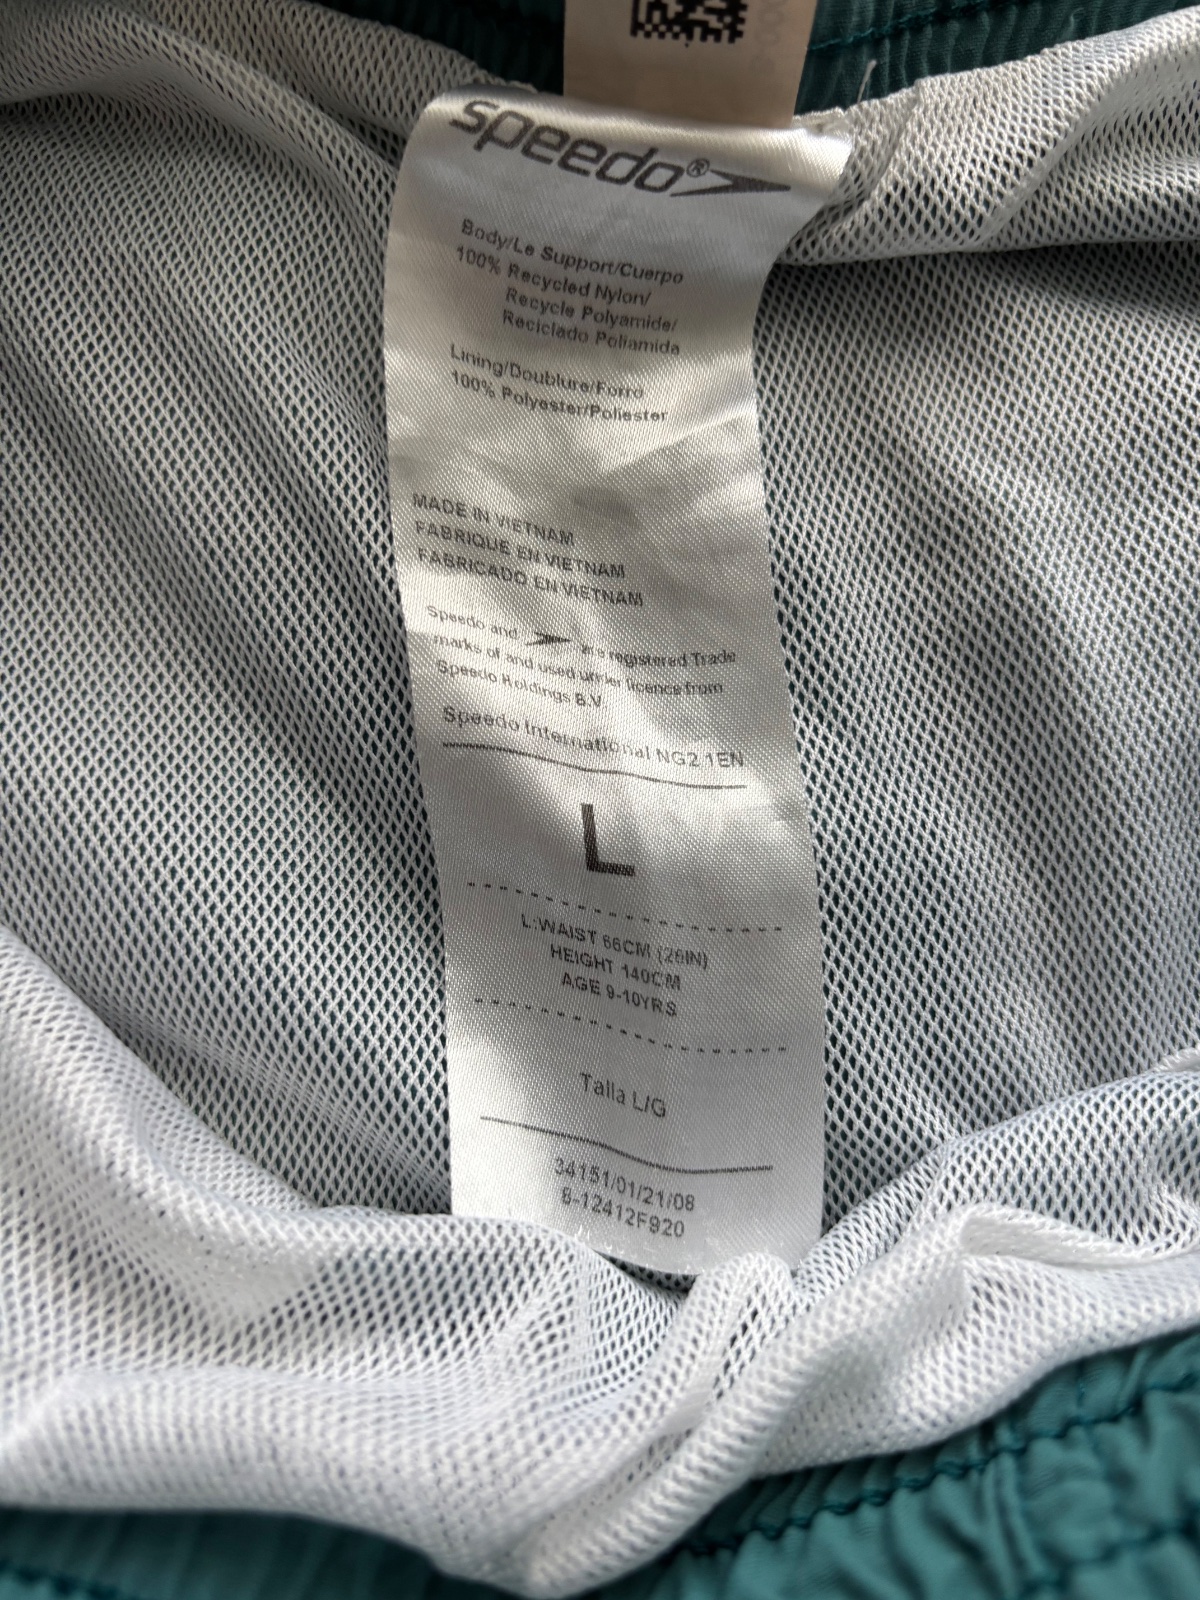 speedo®
Body/Le Support/Cuerpo
100% Recycled Nylon/
Recycle Polyamide/
Reciclado Poliamida
Lining/Doublure/Forro
100% Polyester/Poliester
MADE IN VIETNAM
FABRIQUE EN VIETNAM
FABRICADO EN VIETNAM
Speedo and are registered Trade
marks of and used under licence from
Speedo Holdings B.V.
Speedo International NG2 1EN
L
L:WAIST 66CM (26IN)
HEIGHT 140CM
AGE 9-10YRS
Talla L/G
34151/01/21/08
8-12412F920